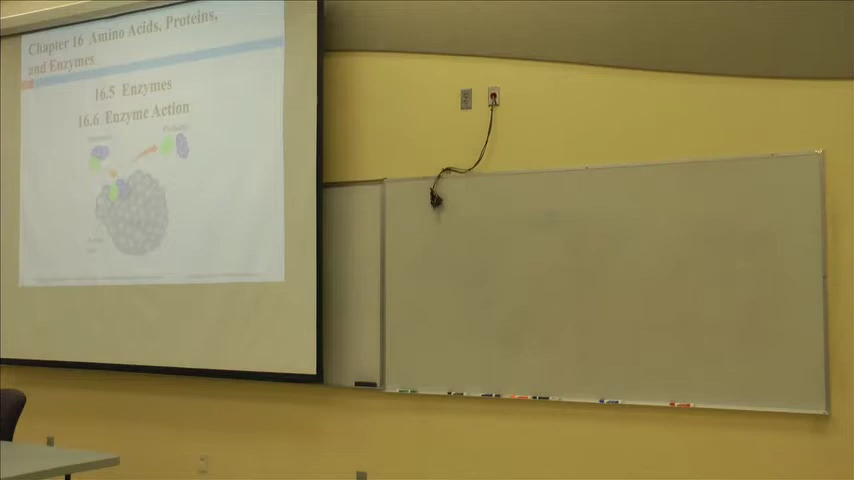 Chapter 16 Amino Acids, Proteins,
and Enzymes
16.5 Enzymes
16.6 Enzyme Action